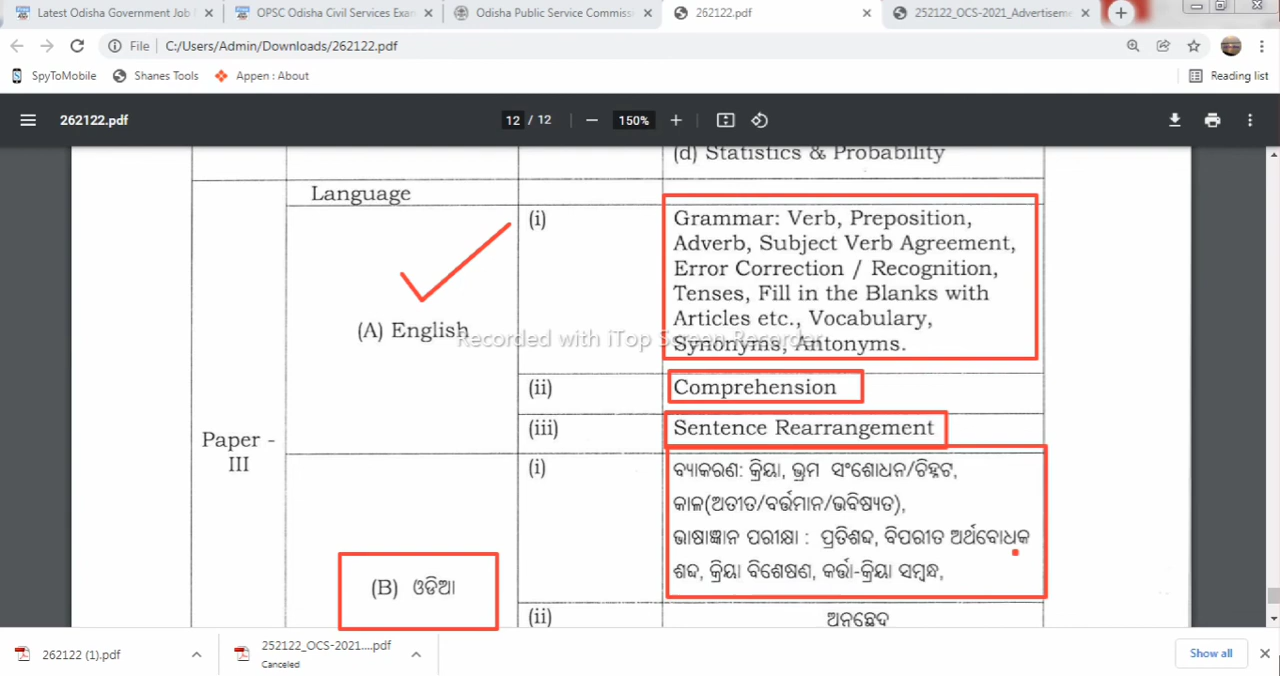 Latest Odisha Government Job
OPSC Odisha Civil Services Exam
Odisha Public Service Commiss
262122.pdf
252122_OCS-2021_Advertiseme
File
C:/Users/Admin/Downloads/262122.pdf
SpyToMobile
Shanes Tools
Appen : About
Reading list
262122.pdf
12 / 12
150%
(d) Statistics & Probability
Language
(i)
Grammar: Verb, Preposition,
Adverb, Subject Verb Agreement,
Error Correction / Recognition,
Tenses, Fill in the Blanks with
Articles etc., Vocabulary,
Synonyms, Antonyms.
(A) English
Recorded with iTop Screen Recorder
(ii)
Comprehension
(iii)
Sentence Rearrangement
Paper -
III
(i)
ବ୍ୟାକରଣ: କ୍ରିୟା, ଭ୍ରମ ସଂଶୋଧନ/ଚିହ୍ନଟ,
କାଳ(ଅତୀତ/ବର୍ତ୍ତମାନ/ଭବିଷ୍ୟତ),
ଭାଷାଜ୍ଞାନ ପରୀକ୍ଷା : ପ୍ରତିଶବ୍ଦ, ବିପରୀତ ଅର୍ଥବୋଧକ
ଶବ୍ଦ, କ୍ରିୟା ବିଶେଷଣ, କର୍ତ୍ତା-କ୍ରିୟା ସମ୍ବନ୍ଧ,
(B) ଓଡିଆ
(ii)
ଅନୁଚ୍ଛେଦ
262122 (1).pdf
252122_OCS-2021....pdf
Canceled
Show all